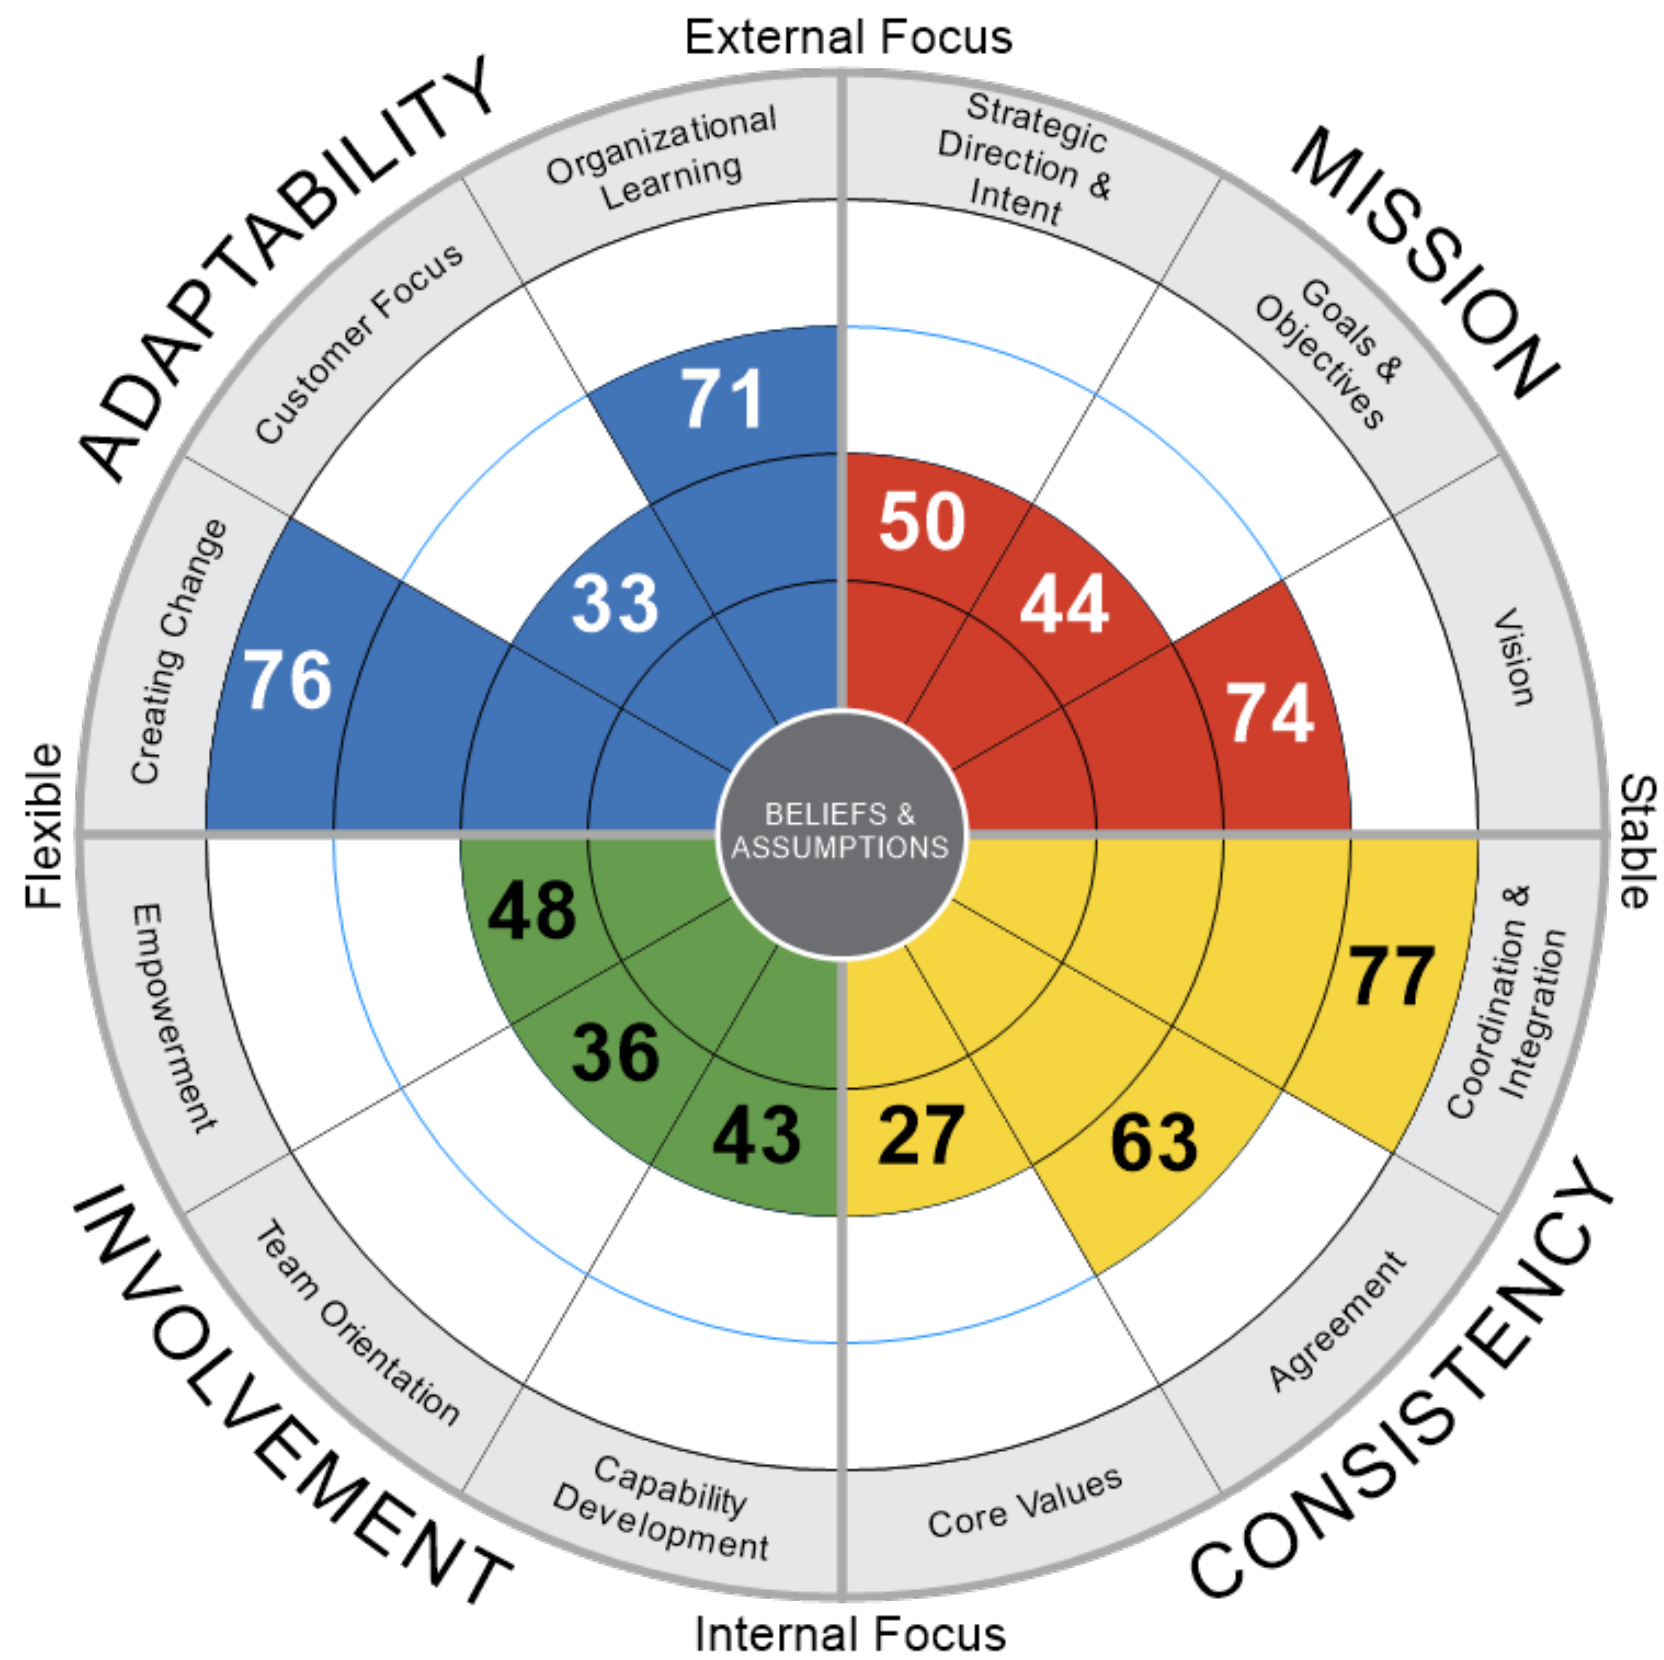 External Focus
ADAPTABILITY
MISSION
Organizational
Learning
Strategic
Direction &
Intent
Customer Focus
Goals &
Objectives
Creating Change
Vision
71
50
33
44
76
74
Flexible
Stable
BELIEFS &
ASSUMPTIONS
48
77
36
63
43
27
Empowerment
Coordination &
Integration
Team Orientation
Agreement
Capability
Development
Core Values
INVOLVEMENT
CONSISTENCY
Internal Focus